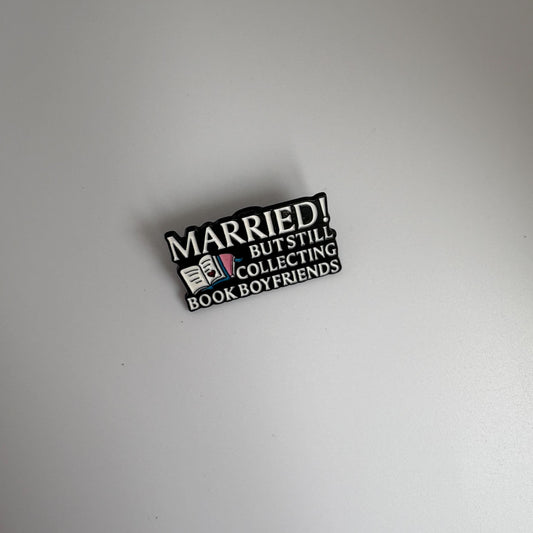 MARRIED!
BUT STILL
COLLECTING
BOOK BOYFRIENDS